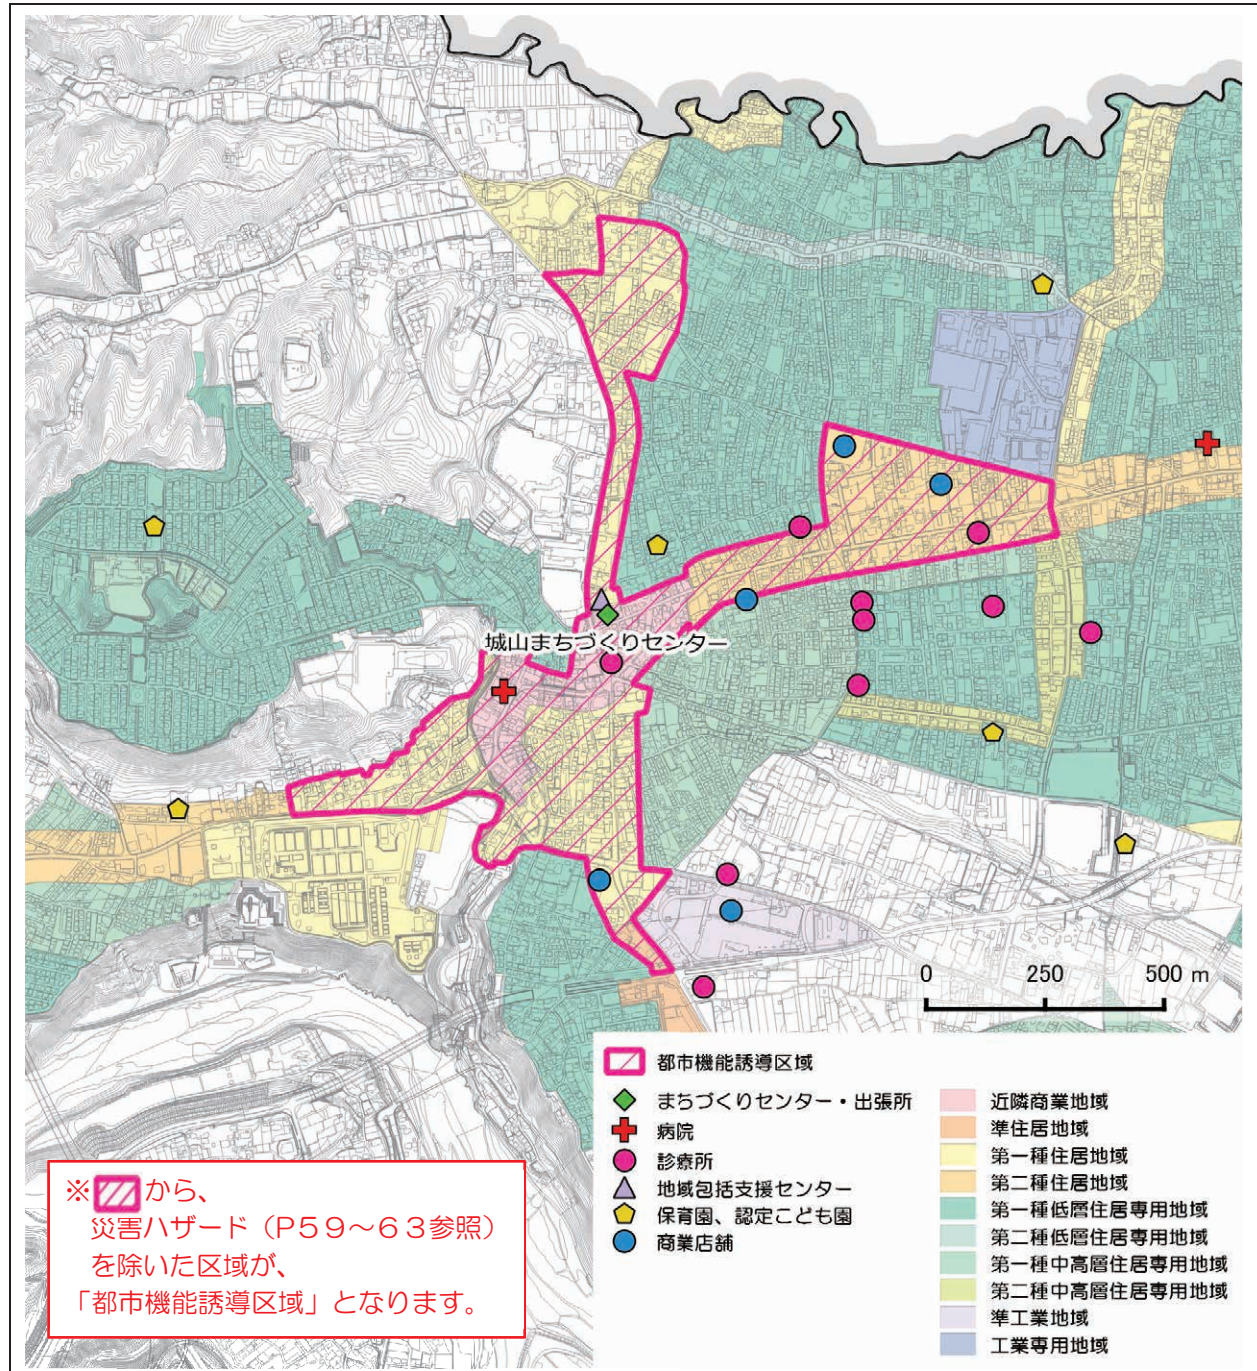 城山まちづくりセンター
0 250 500 m
都市機能誘導区域
まちづくりセンター・出張所
病院
診療所
地域包括支援センター
保育園、認定こども園
商業店舗
近隣商業地域
準住居地域
第一種住居地域
第二種住居地域
第一種低層住居専用地域
第二種低層住居専用地域
第一種中高層住居専用地域
第二種中高層住居専用地域
準工業地域
工業専用地域
※から、
災害ハザード（P59～63参照）
を除いた区域が、
「都市機能誘導区域」となります。